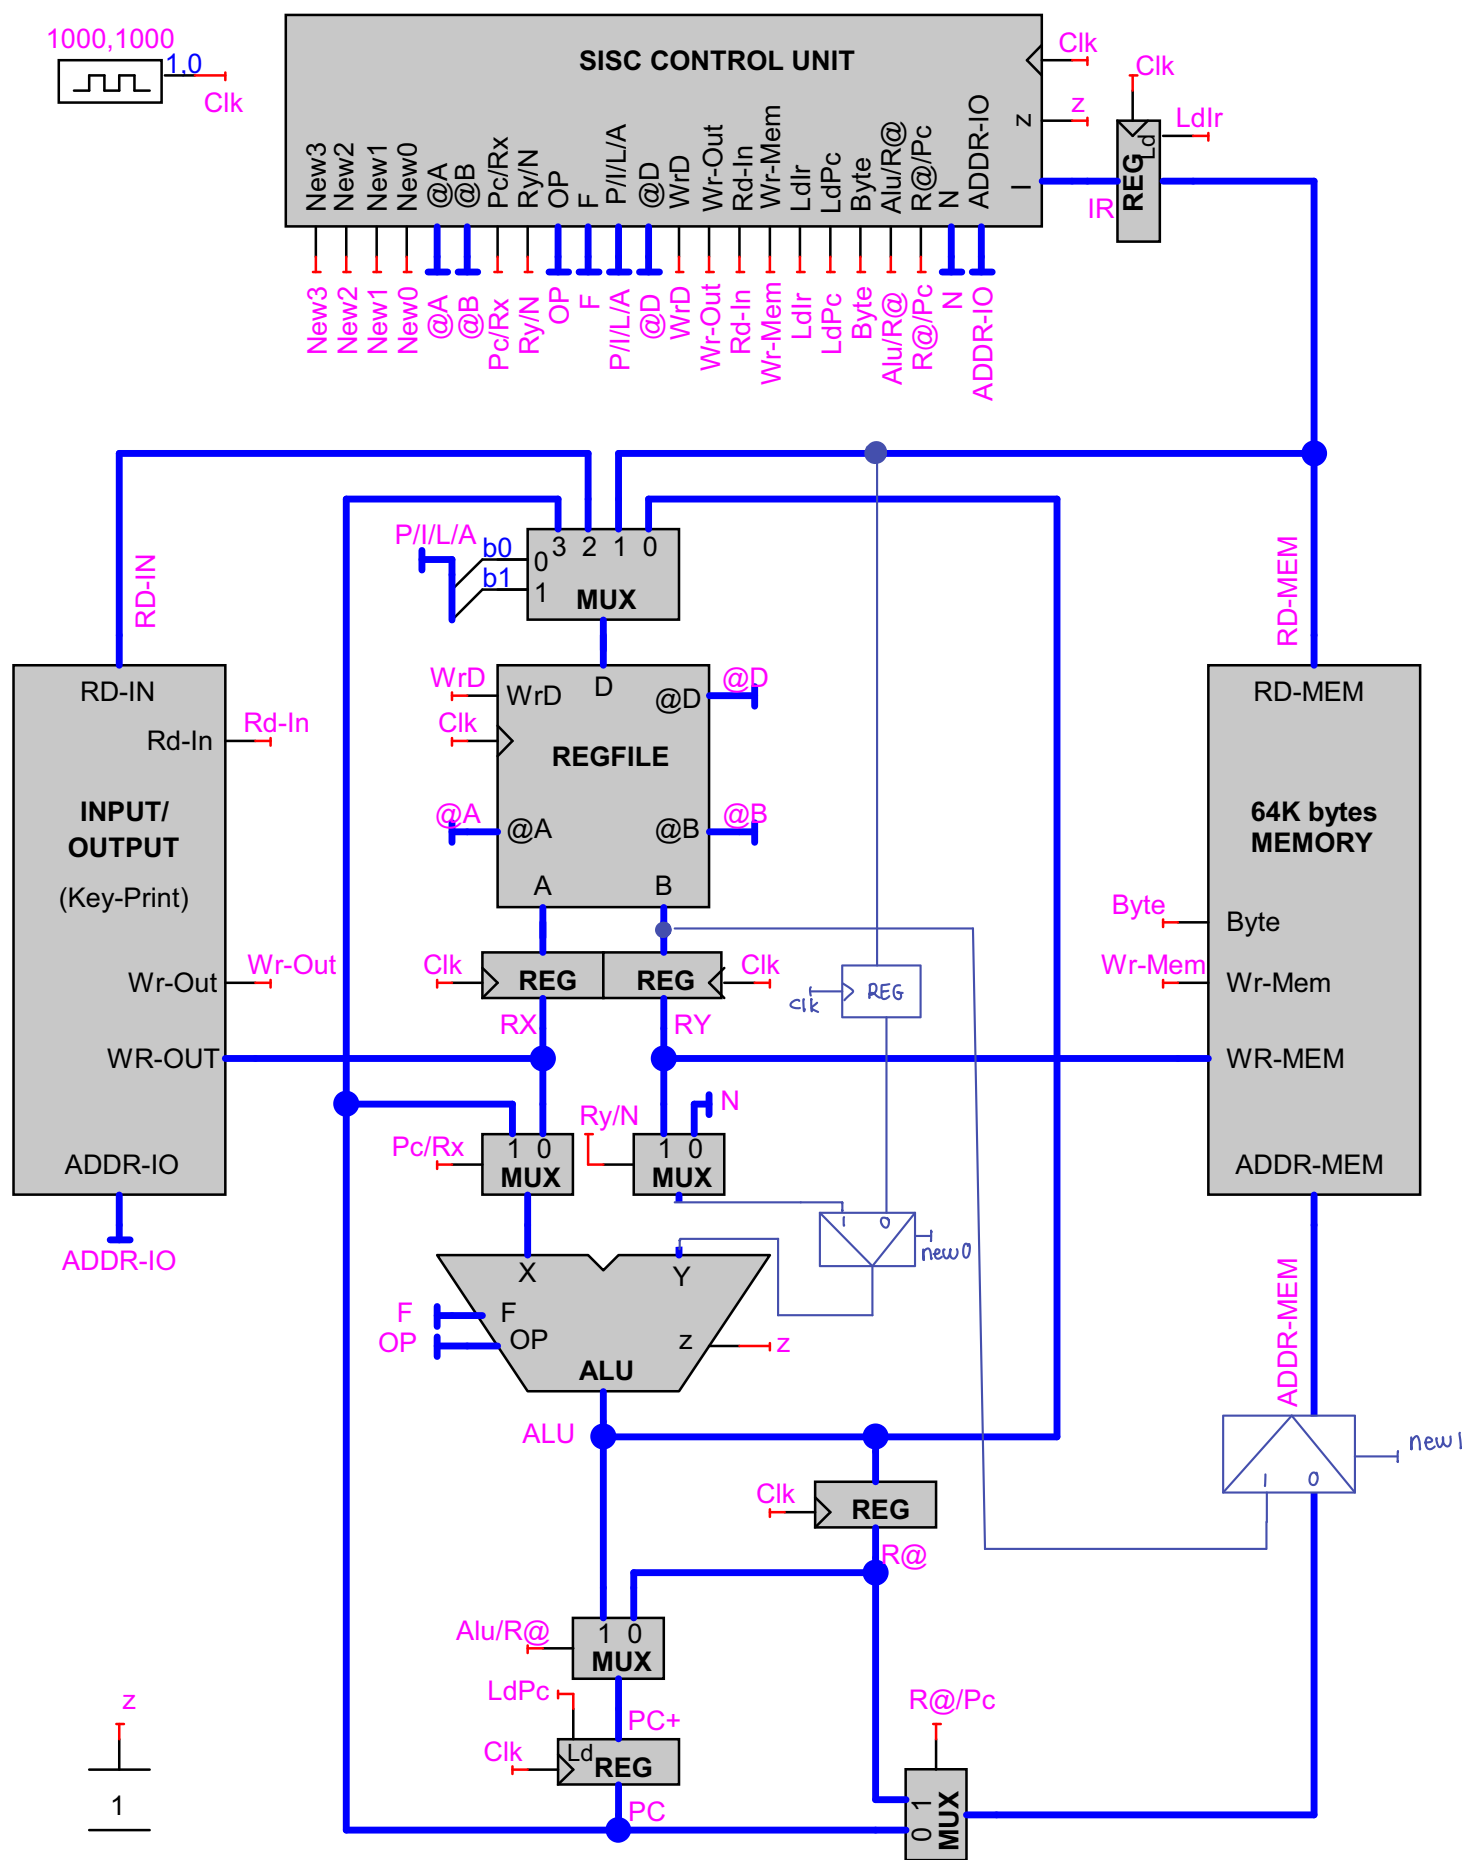 1000,1000
1,0
Clk
SISC CONTROL UNIT
Clk
z
z
I
New3
New2
New1
New0
@A
@B
Pc/Rx
Ry/N
OP
F
P/I/L/A
@D
WrD
Wr-Out
Rd-In
Wr-Mem
LdIr
LdPc
Byte
Alu/R@
R@/Pc
N
ADDR-IO
New3
New2
New1
New0
@A
@B
Pc/Rx
Ry/N
OP
F
P/I/L/A
@D
WrD
Wr-Out
Rd-In
Wr-Mem
LdIr
LdPc
Byte
Alu/R@
R@/Pc
N
ADDR-IO
Clk
LdIr
Ld
REG
IR
P/I/L/A
b0
b1
0
1
3 2 1 0
MUX
RD-IN
RD-MEM
RD-IN
Rd-In
Rd-In
INPUT/
OUTPUT
(Key-Print)
Wr-Out
Wr-Out
WR-OUT
ADDR-IO
ADDR-IO
WrD
WrD
D
@D
@D
Clk
REGFILE
@A
@A
@B
@B
A
B
RD-MEM
64K bytes
MEMORY
Byte
Byte
Wr-Mem
Wr-Mem
WR-MEM
ADDR-MEM
Clk
REG
REG
Clk
RX
RY
clk
REG
Ry/N
N
Pc/Rx
1 0
MUX
1 0
MUX
1 0
new0
X
Y
F
F
OP
OP
z
z
ALU
ALU
ADDR-MEM
1 0
new1
Clk
REG
R@
Alu/R@
1 0
MUX
LdPc
PC+
Clk
Ld
REG
PC
R@/Pc
0 1
MUX
z
1